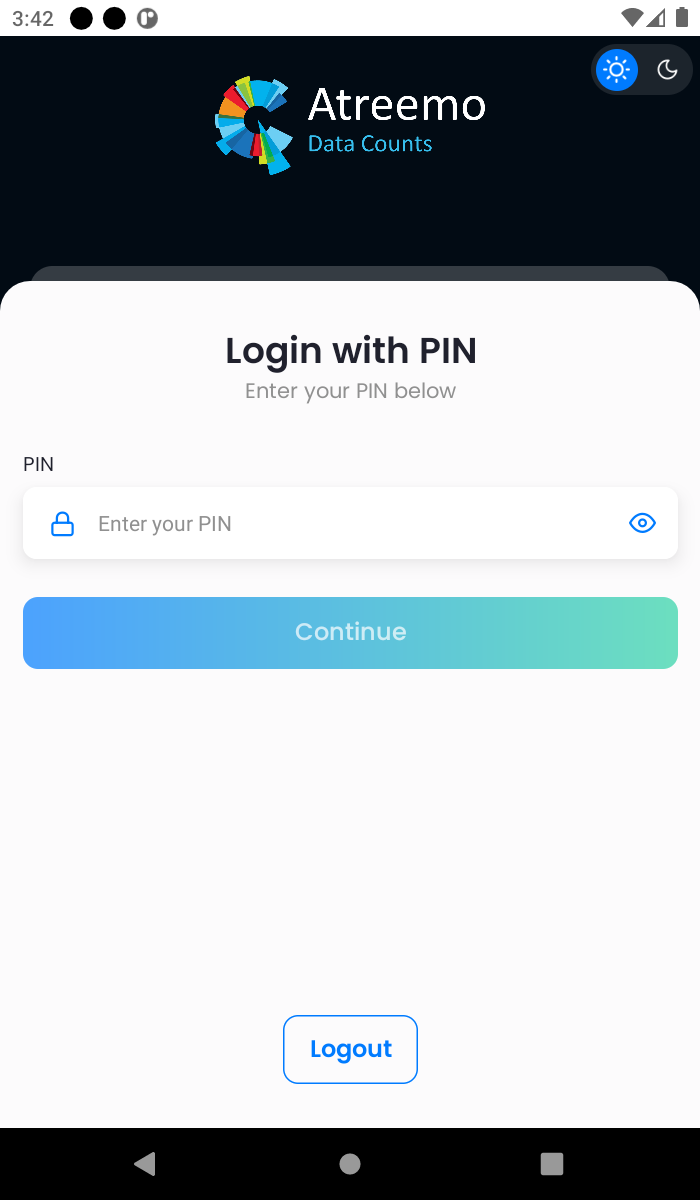 3:42
Atreemo
Data Counts
Login with PIN
Enter your PIN below
PIN
Enter your PIN
Continue
Logout